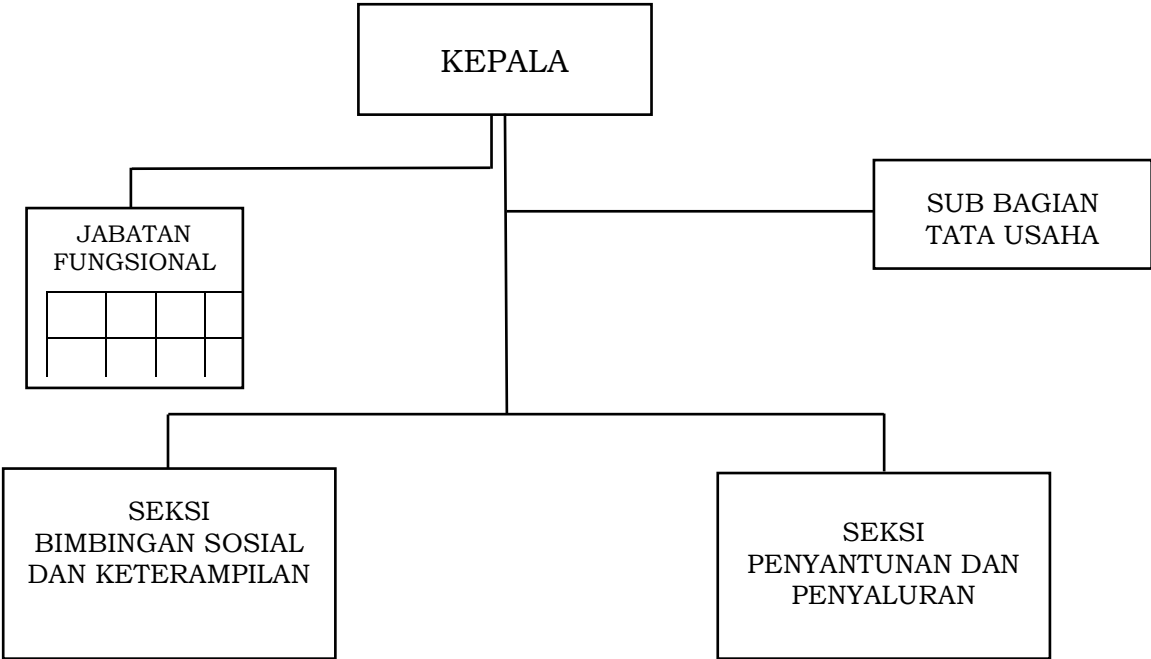 KEPALA
JABATAN
FUNGSIONAL
SUB BAGIAN
TATA USAHA
SEKSI
BIMBINGAN SOSIAL
DAN KETERAMPILAN
SEKSI
PENYANTUNAN DAN
PENYALURAN